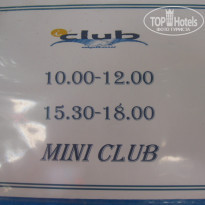 TOP HOTELS
club
10.00-12.00
15.30-18.00
MINI CLUB